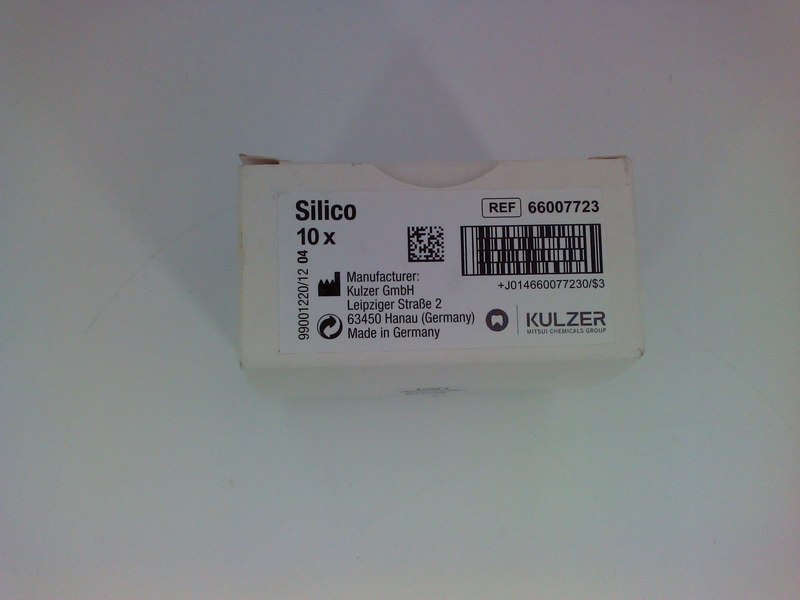 Silico
10 x
REF 66007723
+J014660077230/$3
99001220/12 04
Manufacturer:
Kulzer GmbH
Leipziger Straße 2
63450 Hanau (Germany)
Made in Germany
KULZER
MITSUI CHEMICALS GROUP